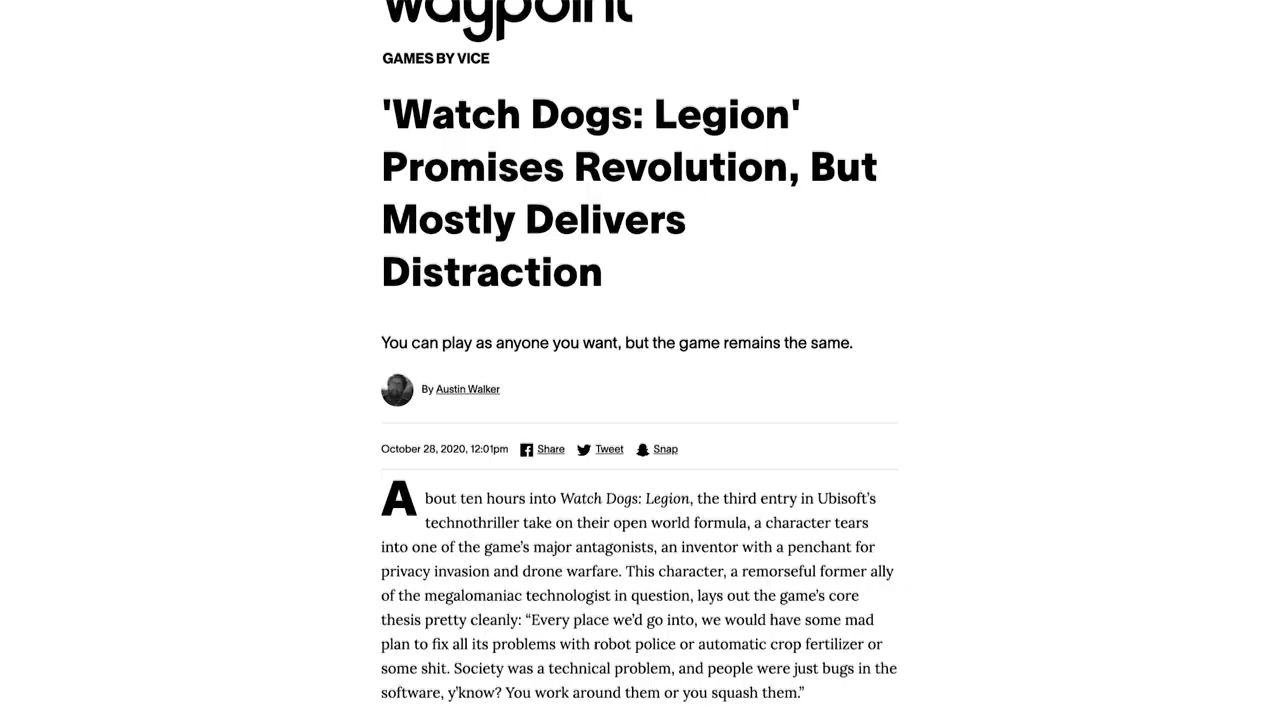 waypoint
GAMES BY VICE
'Watch Dogs: Legion'
Promises Revolution, But
Mostly Delivers
Distraction
You can play as anyone you want, but the game remains the same.
By Austin Walker
October 28, 2020, 12:01pm Share Tweet Snap
About ten hours into Watch Dogs: Legion, the third entry in Ubisoft’s
technothriller take on their open world formula, a character tears
into one of the game’s major antagonists, an inventor with a penchant for
privacy invasion and drone warfare. This character, a remorseful former ally
of the megalomaniac technologist in question, lays out the game’s core
thesis pretty cleanly: “Every place we’d go into, we would have some mad
plan to fix all its problems with robot police or automatic crop fertilizer or
some shit. Society was a technical problem, and people were just bugs in the
software, y’know? You work around them or you squash them.”